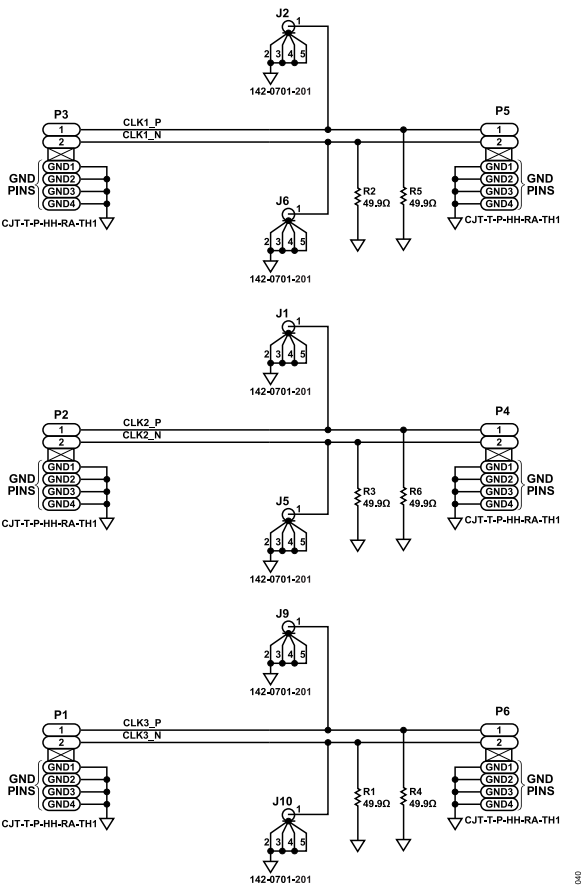 J2
1
2 3 4 5
142-0701-201
P3
P5
CLK1_P
1
1
CLK1_N
2
2
GND1
GND1
GND2
GND2
GND3
GND3
GND4
GND4
GND
PINS
GND
PINS
CJT-T-P-HH-RA-TH1
CJT-T-P-HH-RA-TH1
R2
49.9Ω
R5
49.9Ω
J6
1
2 3 4 5
142-0701-201
J1
1
2 3 4 5
142-0701-201
P2
P4
CLK2_P
1
1
CLK2_N
2
2
GND1
GND1
GND2
GND2
GND3
GND3
GND4
GND4
GND
PINS
GND
PINS
CJT-T-P-HH-RA-TH1
CJT-T-P-HH-RA-TH1
R3
49.9Ω
R6
49.9Ω
J5
1
2 3 4 5
142-0701-201
J9
1
2 3 4 5
142-0701-201
P1
P6
CLK3_P
1
1
CLK3_N
2
2
GND1
GND1
GND2
GND2
GND3
GND3
GND4
GND4
GND
PINS
GND
PINS
CJT-T-P-HH-RA-TH1
CJT-T-P-HH-RA-TH1
R1
49.9Ω
R4
49.9Ω
J10
1
2 3 4 5
142-0701-201
040